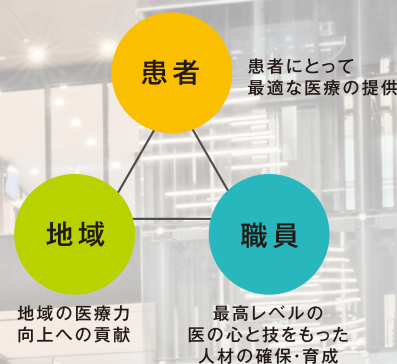 患者
患者にとって
最適な医療の提供
地域
職員
地域の医療力
向上への貢献
最高レベルの
医の心と技をもった
人材の確保・育成